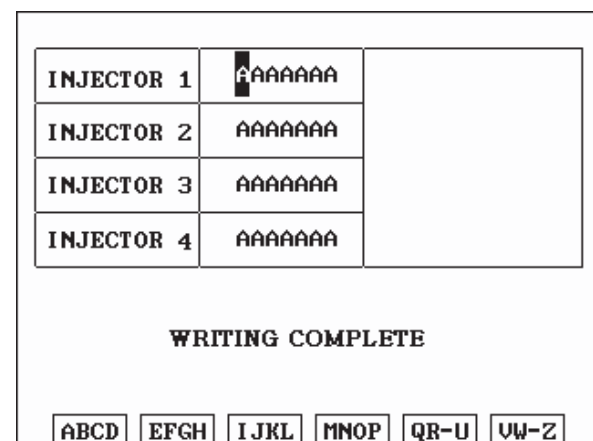 INJECTOR 1 AAAAAAA
INJECTOR 2 AAAAAAA
INJECTOR 3 AAAAAAA
INJECTOR 4 AAAAAAA
WRITING COMPLETE
ABCD EFGH IJKL MNOP QR-U VW-Z